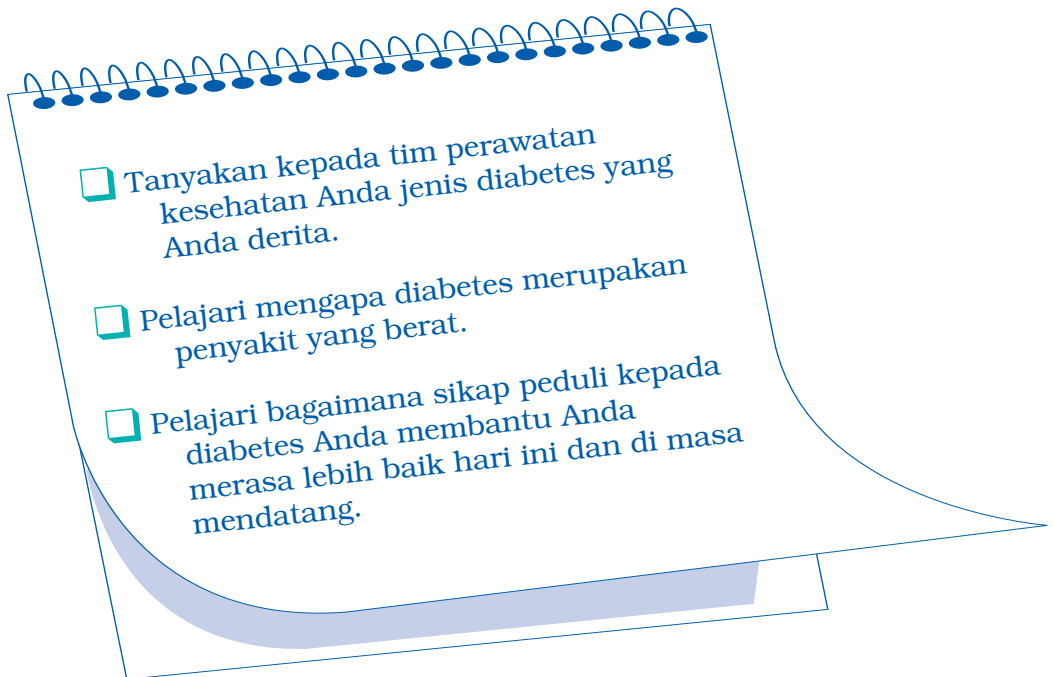 Tanyakan kepada tim perawatan
kesehatan Anda jenis diabetes yang
Anda derita.
Pelajari mengapa diabetes merupakan
penyakit yang berat.
Pelajari bagaimana sikap peduli kepada
diabetes Anda membantu Anda
merasa lebih baik hari ini dan di masa
mendatang.